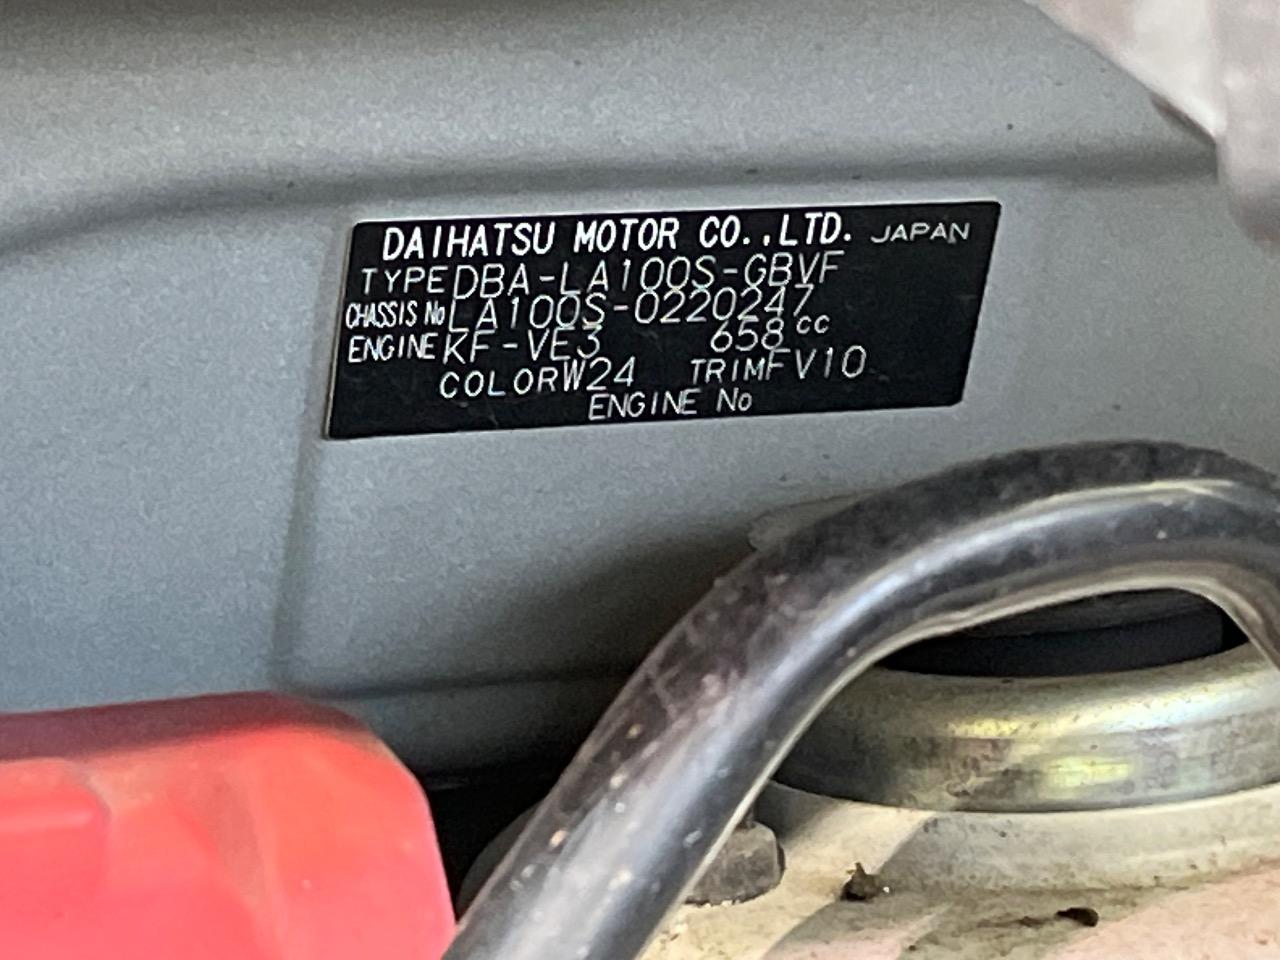 DAIHATSU MOTOR CO.,LTD. JAPAN
TYPE DBA-LA100S-GBVF
CHASSIS No LA100S-0220247
ENGINE KF-VE3 658cc
COLOR W24 TRIM FV10
ENGINE No